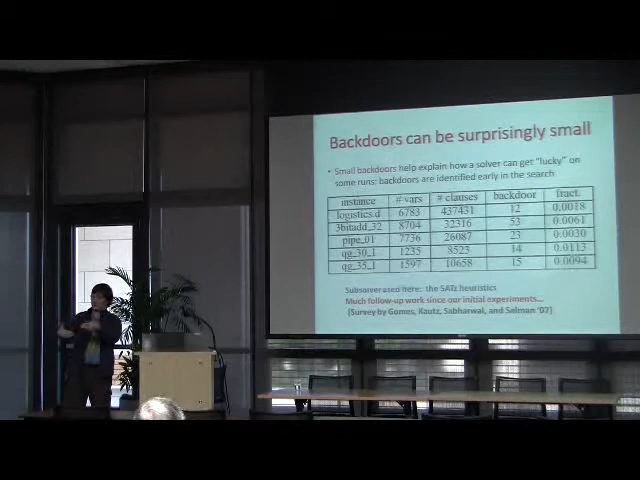 Backdoors can be surprisingly small
• Small backdoors help explain how a solver can get "lucky" on
some runs: backdoors are identified early in the search
instance # vars # clauses backdoor fract.
logistics.d 6783 437431 12 0.0018
3bitadd_32 8704 32316 53 0.0061
pipe_01 7736 26087 23 0.0030
qg_30_1 1235 8523 14 0.0113
qg_35_1 1597 10658 15 0.0094
Subsolver used here: the SATz heuristics
Much follow-up work since our initial experiments...
(Survey by Gomes, Kautz, Sabharwal, and Selman '07]